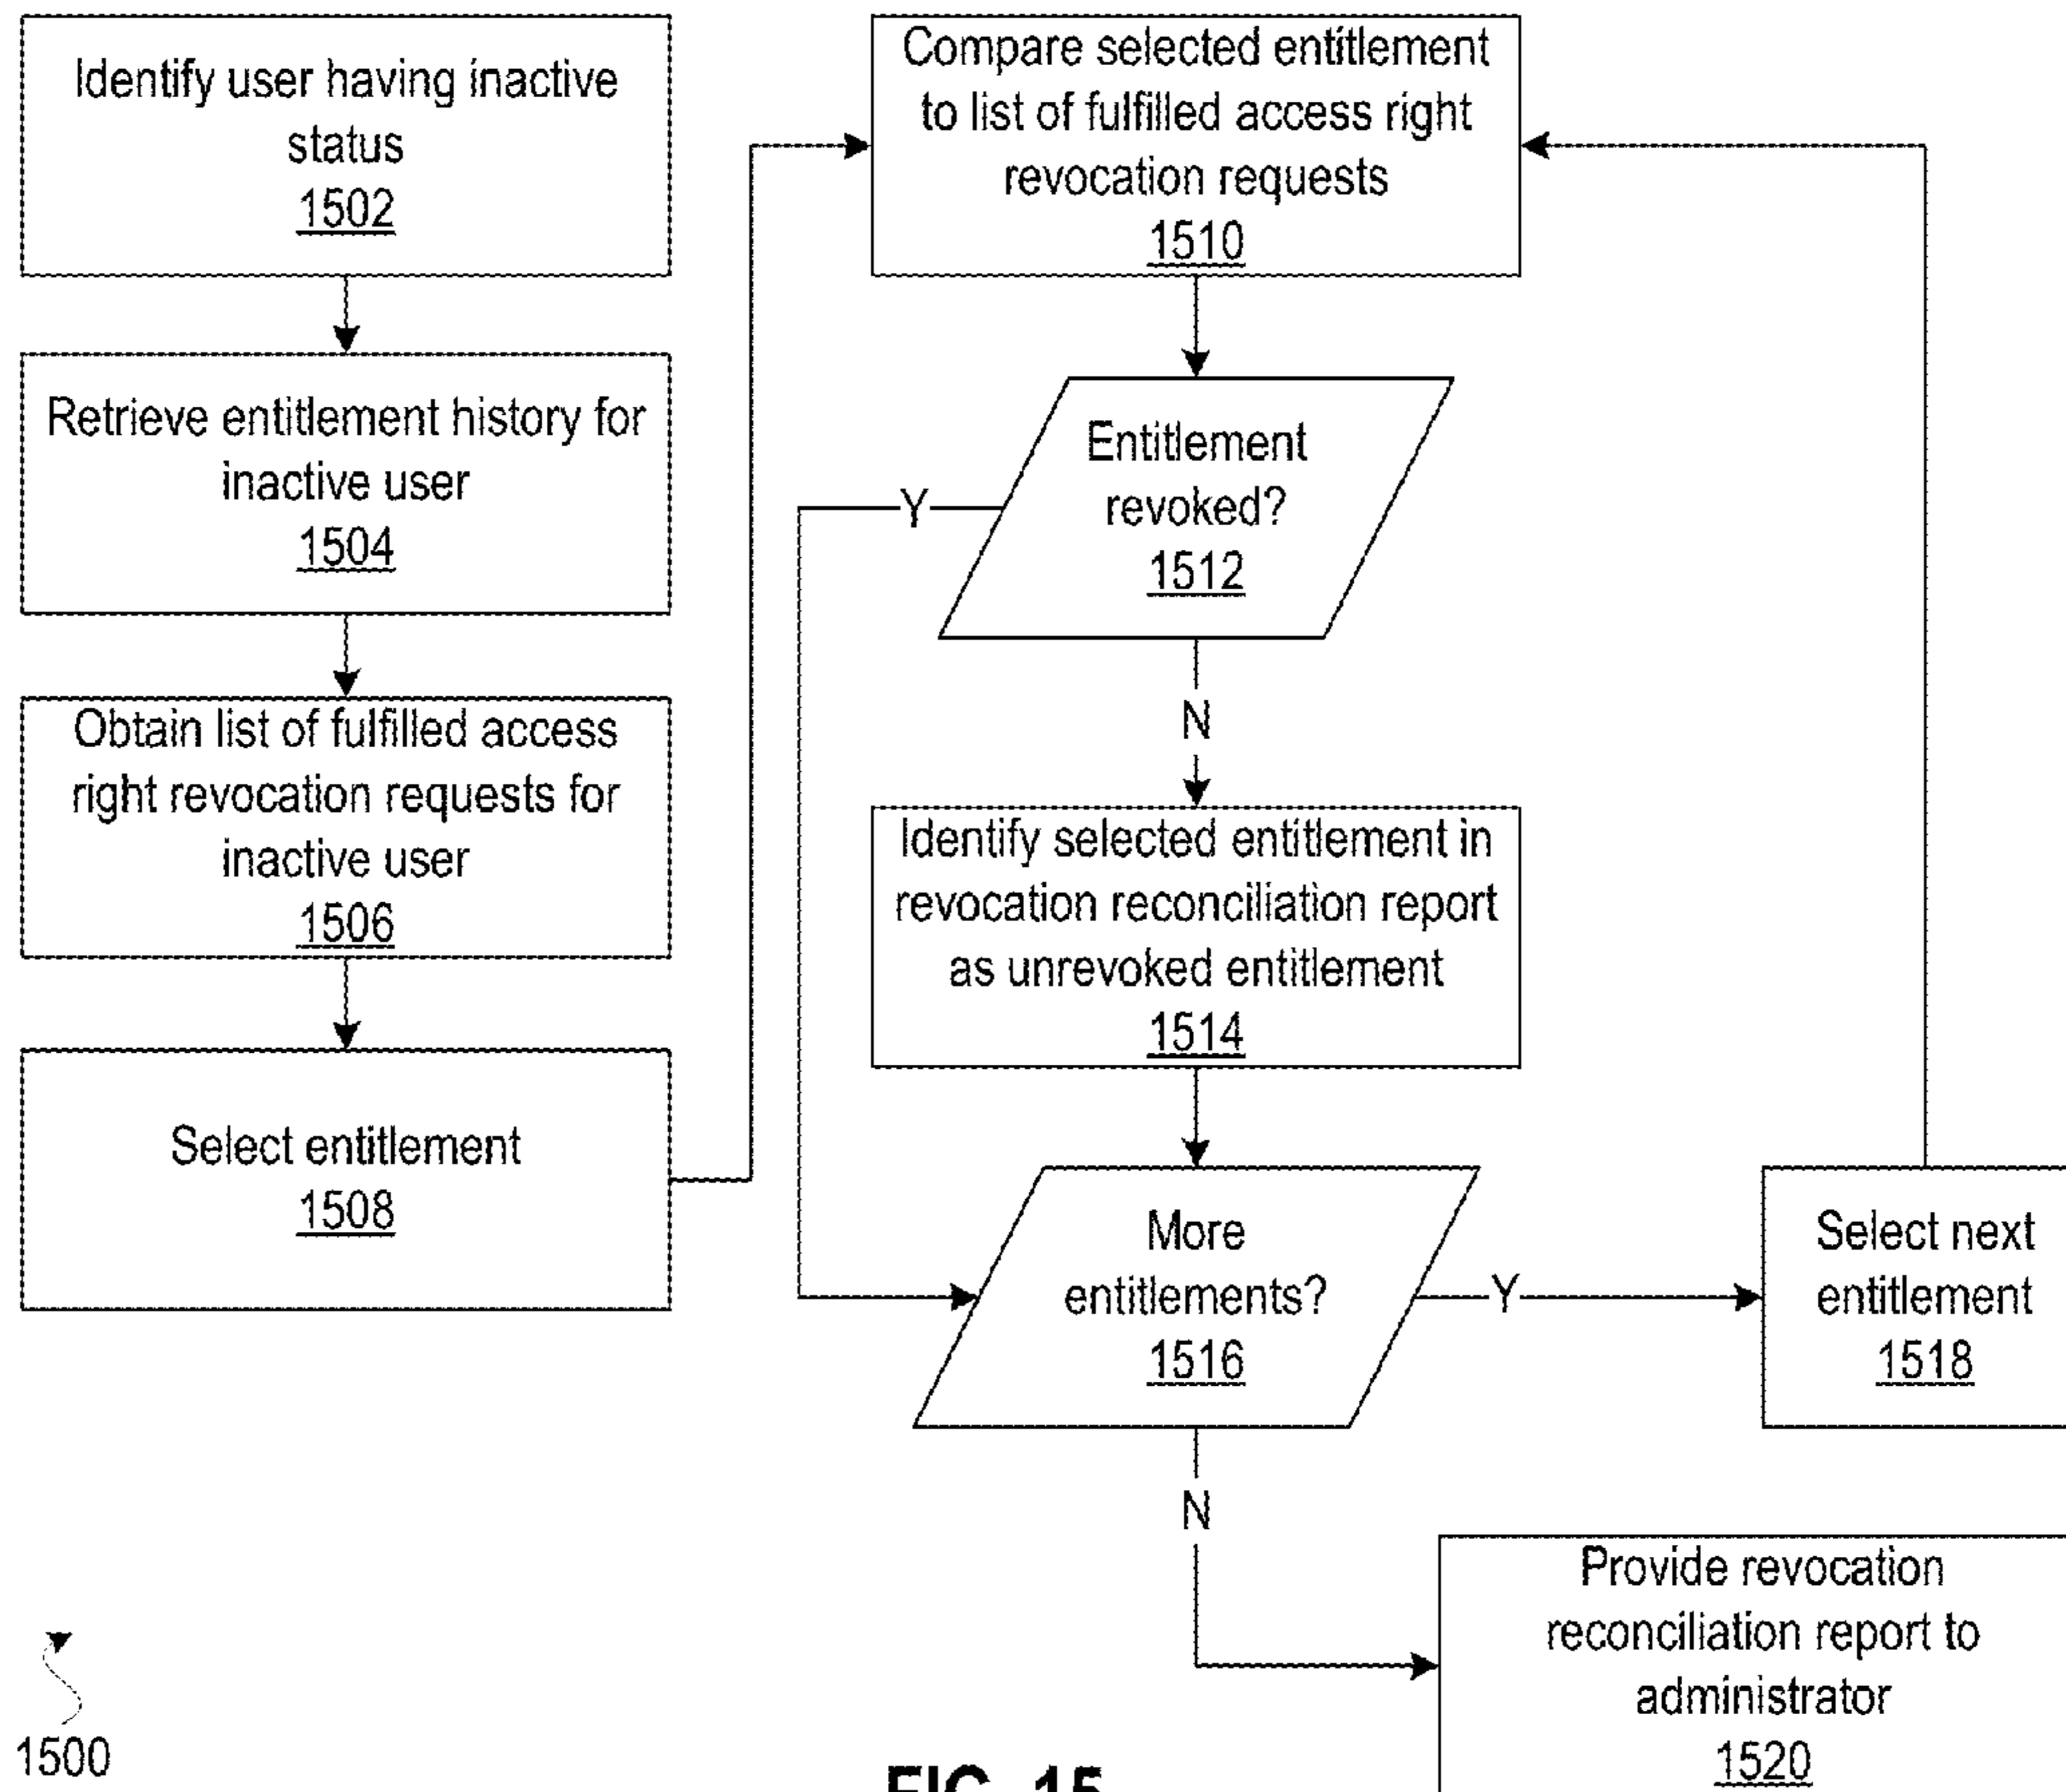 Identify user having inactive
status
1502
Retrieve entitlement history for
inactive user
1504
Obtain list of fulfilled access
right revocation requests for
inactive user
1506
Select entitlement
1508
Compare selected entitlement
to list of fulfilled access right
revocation requests
1510
Entitlement
revoked?
1512
Y
N
Identify selected entitlement in
revocation reconciliation report
as unrevoked entitlement
1514
More
entitlements?
1516
Y
Select next
entitlement
1518
N
Provide revocation
reconciliation report to
administrator
1520
1500
FIG. 15